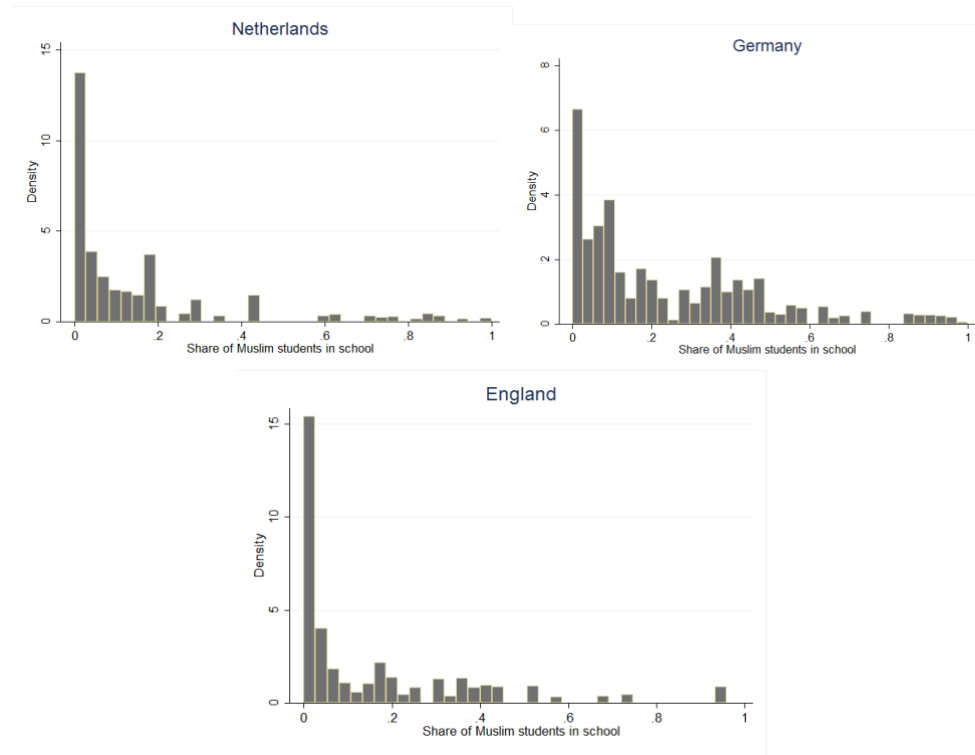 Netherlands
15
10
5
0
Density
0 .2 .4 .6 .8 1
Share of Muslim students in school
Germany
8
6
4
2
0
Density
0 .2 .4 .6 .8 1
Share of Muslim students in school
England
15
10
5
0
Density
0 .2 .4 .6 .8 1
Share of Muslim students in school